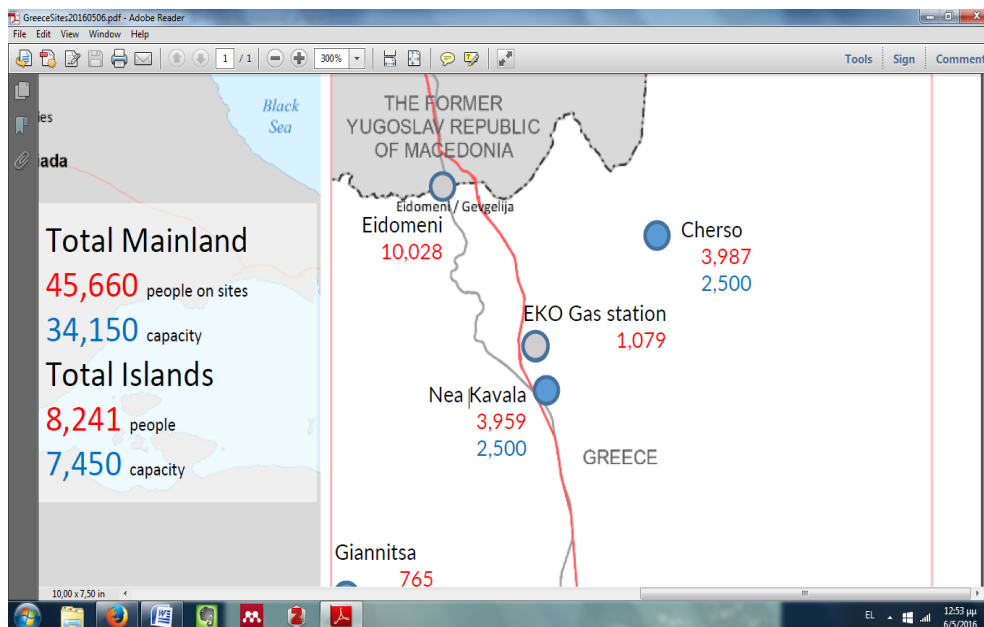 GreeceSites20160506.pdf - Adobe Reader
File Edit View Window Help
1 / 1 300% Tools Sign Comment
Black
Sea
ies
iada
THE FORMER
YUGOSLAV REPUBLIC
OF MACEDONIA
Eidomeni / Gevgelija
Eidomeni
10,028
Cherso
3,987
2,500
EKO Gas station
1,079
Nea Kavala
3,959
2,500
GREECE
Giannitsa
765
Total Mainland
45,660 people on sites
34,150 capacity
Total Islands
8,241 people
7,450 capacity
10,00 x 7,50 in
EL
12:53 μμ
6/5/2016